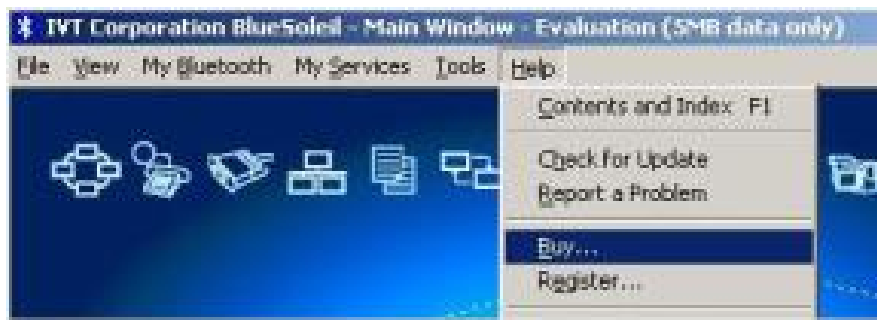 IVT Corporation BlueSoleil - Main Window - Evaluation (5MB data only)
File View My Bluetooth My Services Tools Help
Contents and Index F1
Check for Update
Report a Problem
Buy...
Register...